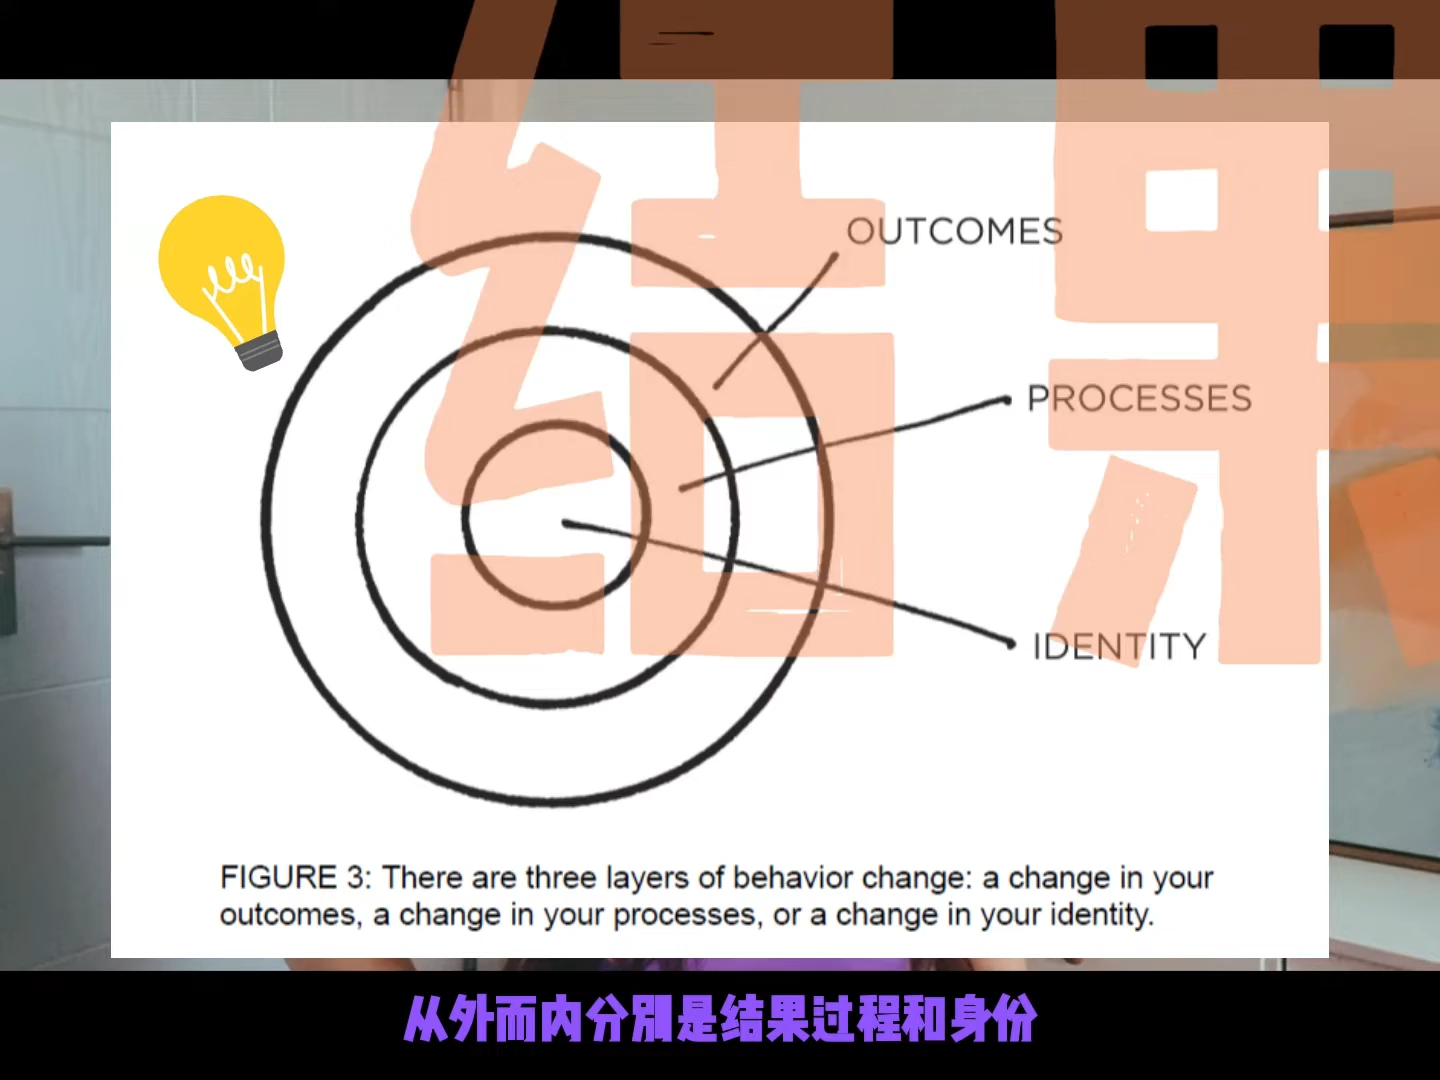 结果
OUTCOMES
PROCESSES
IDENTITY
FIGURE 3: There are three layers of behavior change: a change in your
outcomes, a change in your processes, or a change in your identity.
从外而内分别是结果过程和身份